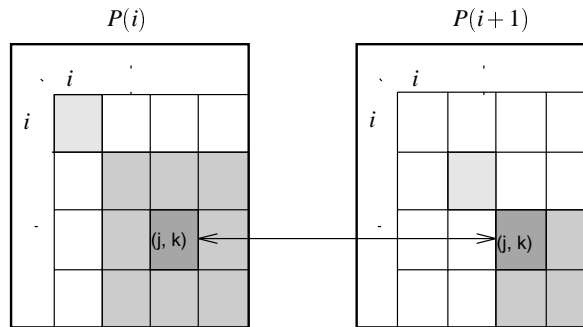 P(i) P(i+1)
i i
i i
(j, k) (j, k)